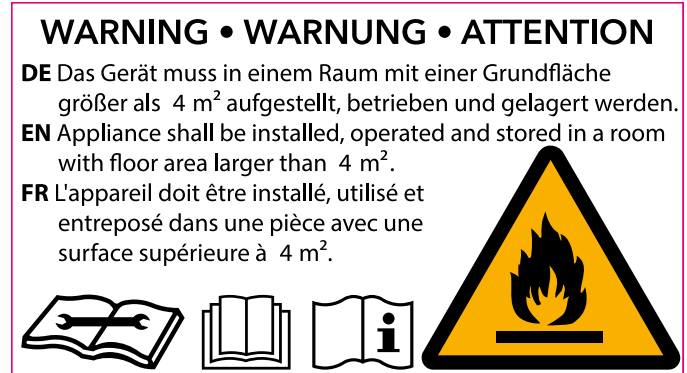 WARNING • WARNUNG • ATTENTION
DE Das Gerät muss in einem Raum mit einer Grundfläche
größer als 4 m² aufgestellt, betrieben und gelagert werden.
EN Appliance shall be installed, operated and stored in a room
with floor area larger than 4 m².
FR L'appareil doit être installé, utilisé et
entreposé dans une pièce avec une
surface supérieure à 4 m².